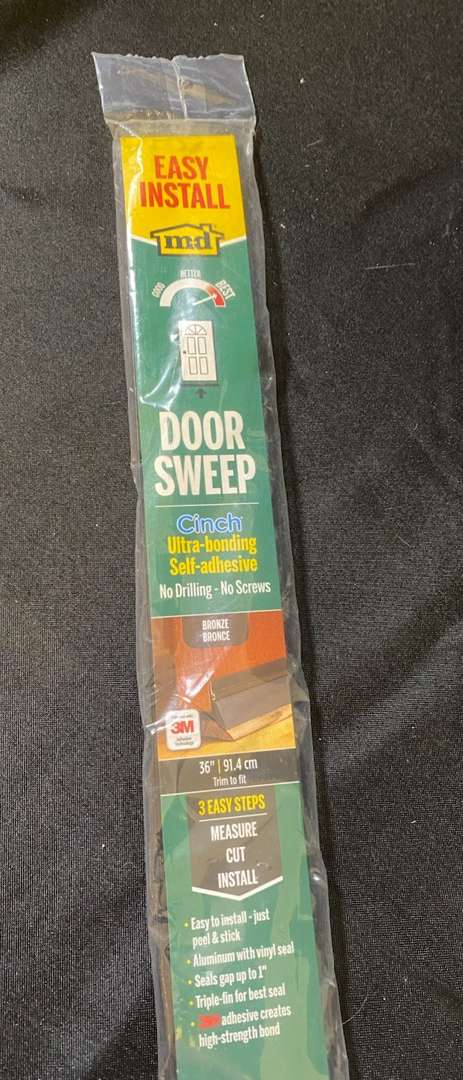 EASY
INSTALL
m-d
GOOD
BETTER
BEST
DOOR
SWEEP
Cinch
Ultra-bonding
Self-adhesive
No Drilling - No Screws
BRONZE
BRONCE
3M
Adhesive
Technology
36" | 91.4 cm
Trim to fit
3 EASY STEPS
MEASURE
CUT
INSTALL
• Easy to install - just
peel & stick
• Aluminum with vinyl seal
• Seals gap up to 1"
• Triple-fin for best seal
• 3M adhesive creates
high-strength bond